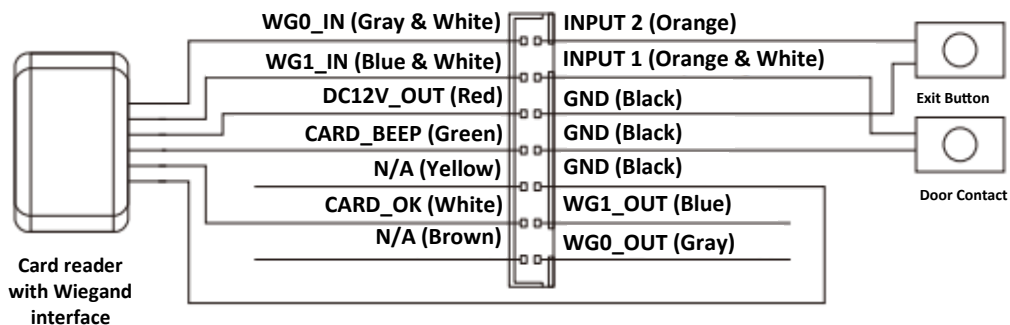 WG0_IN (Gray & White)
INPUT 2 (Orange)
WG1_IN (Blue & White)
INPUT 1 (Orange & White)
DC12V_OUT (Red)
GND (Black)
Exit Button
CARD_BEEP (Green)
GND (Black)
N/A (Yellow)
GND (Black)
Door Contact
CARD_OK (White)
WG1_OUT (Blue)
N/A (Brown)
WG0_OUT (Gray)
Card reader
with Wiegand
interface